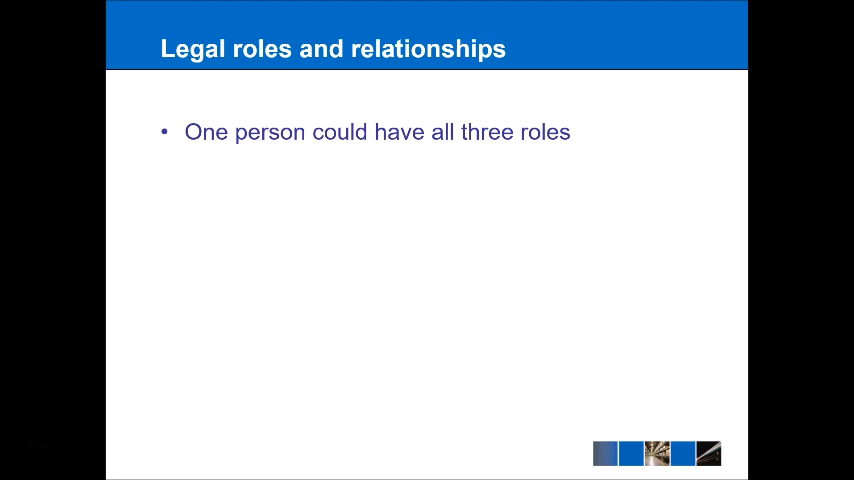 Legal roles and relationships
• One person could have all three roles